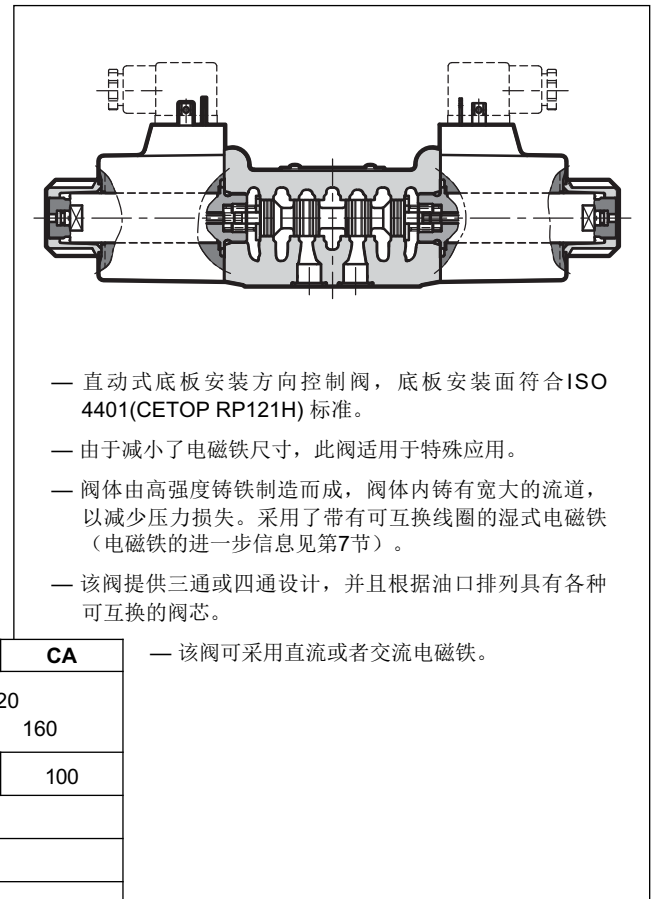 — 直动式底板安装方向控制阀，底板安装面符合ISO
4401(CETOP RP121H) 标准。
— 由于减小了电磁铁尺寸，此阀适用于特殊应用。
— 阀体由高强度铸铁制造而成，阀体内铸有宽大的流道，
以减少压力损失。采用了带有可互换线圈的湿式电磁铁
（电磁铁的进一步信息见第7节）。
— 该阀提供三通或四通设计，并且根据油口排列具有各种
可互换的阀芯。
— 该阀可采用直流或者交流电磁铁。
CA
20
160
100